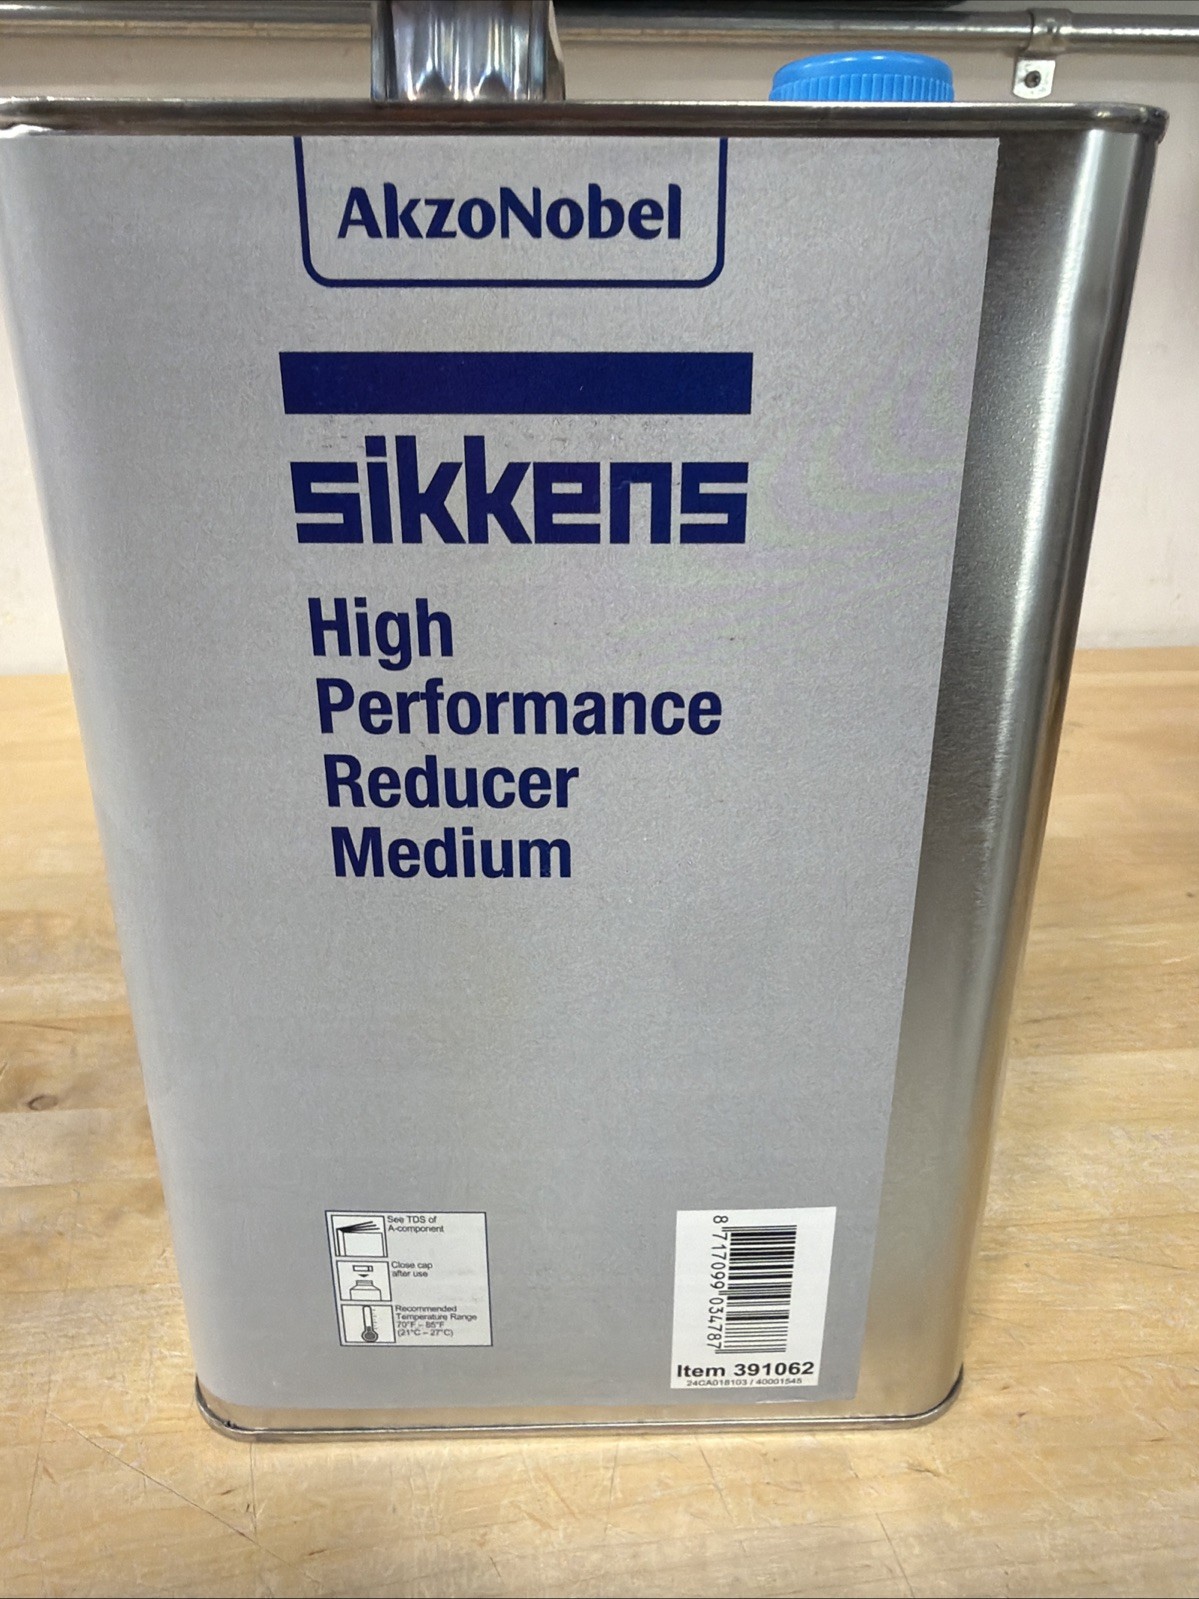 AkzoNobel
sikkens
High
Performance
Reducer
Medium
See TDS of
A-component
Close cap
after use
Recommended
Temperature Range
70°F – 85°F
(21°C – 27°C)
8 717099 034787
Item 391062
24CA018103 / 40001545